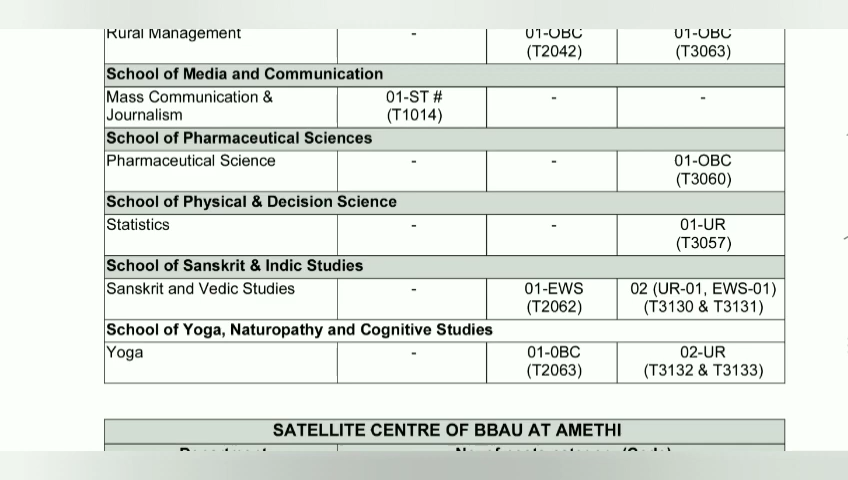 Rural Management - 01-OBC 01-OBC
(T2042) (T3063)
School of Media and Communication
Mass Communication & 01-ST # - -
Journalism (T1014)
School of Pharmaceutical Sciences
Pharmaceutical Science - - 01-OBC
(T3060)
School of Physical & Decision Science
Statistics - - 01-UR
(T3057)
School of Sanskrit & Indic Studies
Sanskrit and Vedic Studies - 01-EWS 02 (UR-01, EWS-01)
(T2062) (T3130 & T3131)
School of Yoga, Naturopathy and Cognitive Studies
Yoga - 01-0BC 02-UR
(T2063) (T3132 & T3133)
SATELLITE CENTRE OF BBAU AT AMETHI